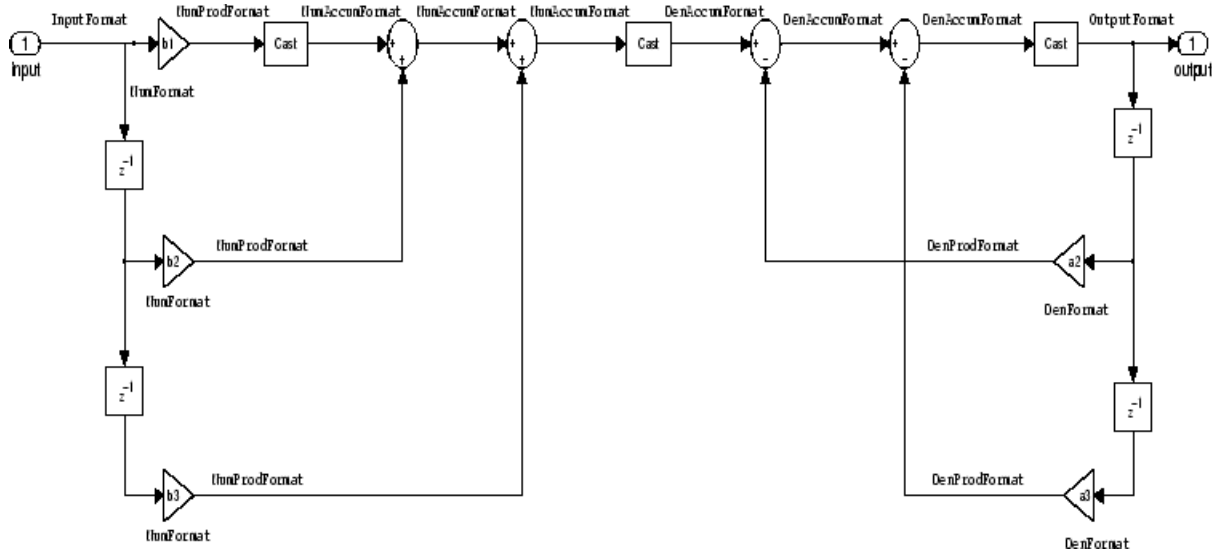 InputFormat
NumProdFormat
NumAccumFormat
NumAccumFormat
NumAccumFormat
DenAccumFormat
DenAccumFormat
DenAccumFormat
OutputFormat
1
b1
Cast
+
+
+
+
Cast
+
−
+
−
Cast
1
input
output
NumFormat
z⁻¹
z⁻¹
NumProdFormat
DenProdFormat
b2
a2
NumFormat
DenFormat
z⁻¹
z⁻¹
NumProdFormat
DenProdFormat
b3
a3
NumFormat
DenFormat